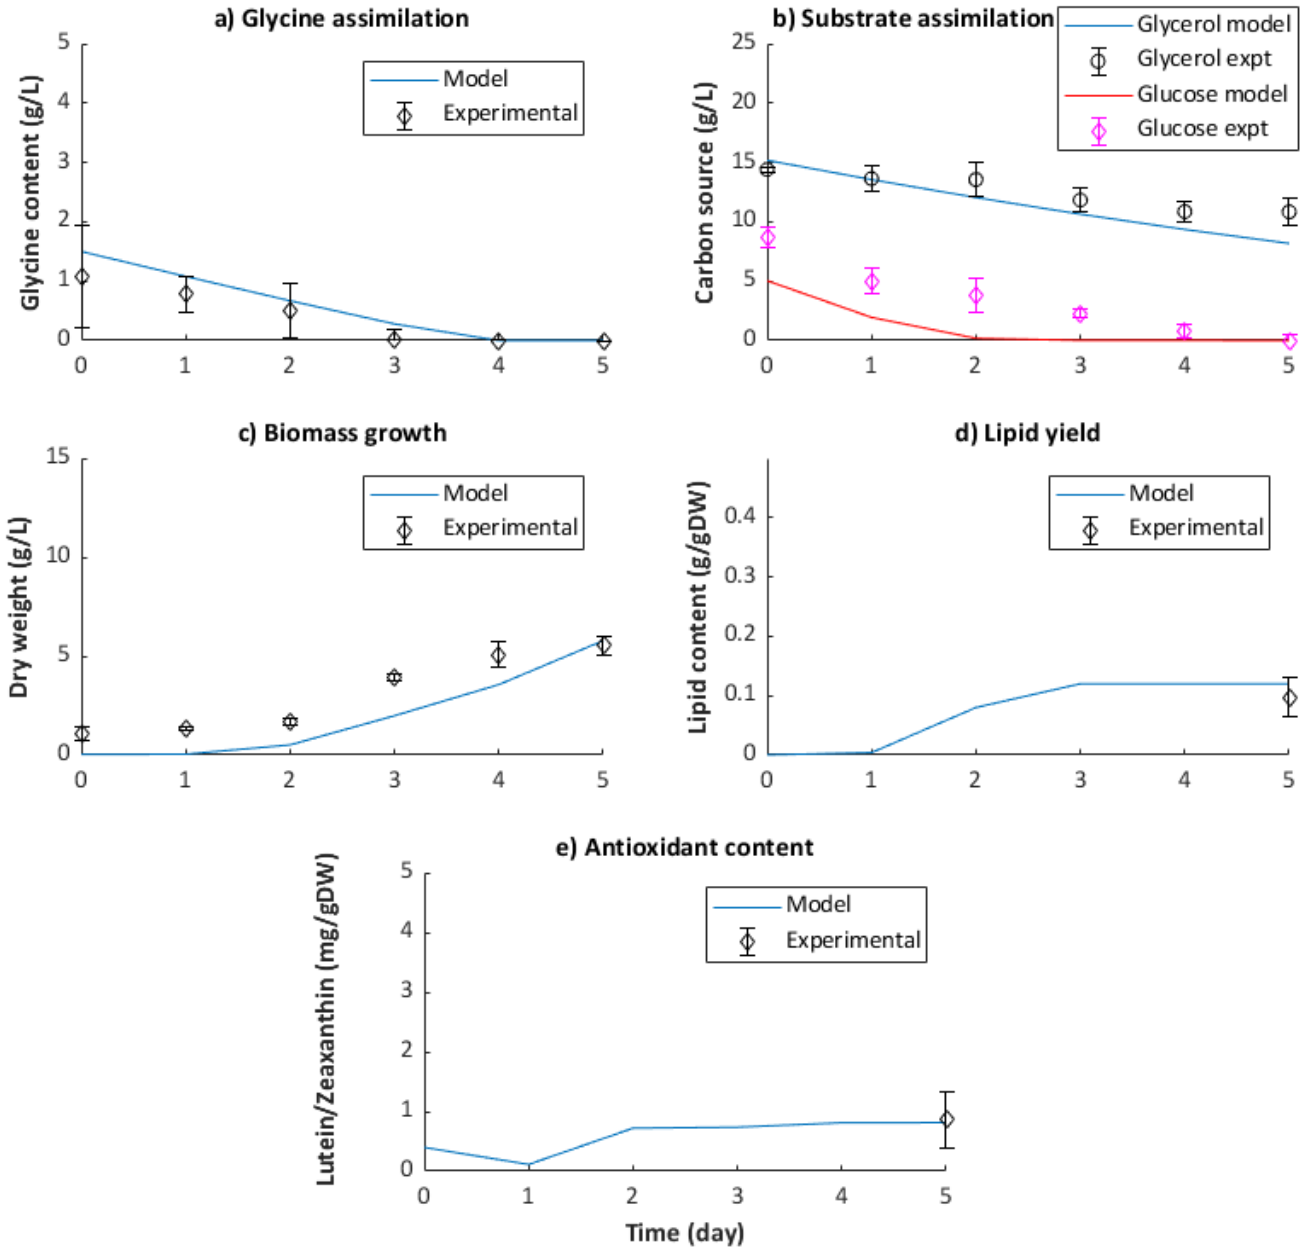 a) Glycine assimilation
Glycine content (g/L)
5
4
3
2
1
0
0 1 2 3 4 5
Model
Experimental
b) Substrate assimilation
Carbon source (g/L)
25
20
15
10
5
0
0 1 2 3 4 5
Glycerol model
Glycerol expt
Glucose model
Glucose expt
c) Biomass growth
Dry weight (g/L)
15
10
5
0
0 1 2 3 4 5
Model
Experimental
d) Lipid yield
Lipid content (g/gDW)
0.4
0.3
0.2
0.1
0
0 1 2 3 4 5
Model
Experimental
e) Antioxidant content
Lutein/Zeaxanthin (mg/gDW)
5
4
3
2
1
0
0 1 2 3 4 5
Model
Experimental
Time (day)